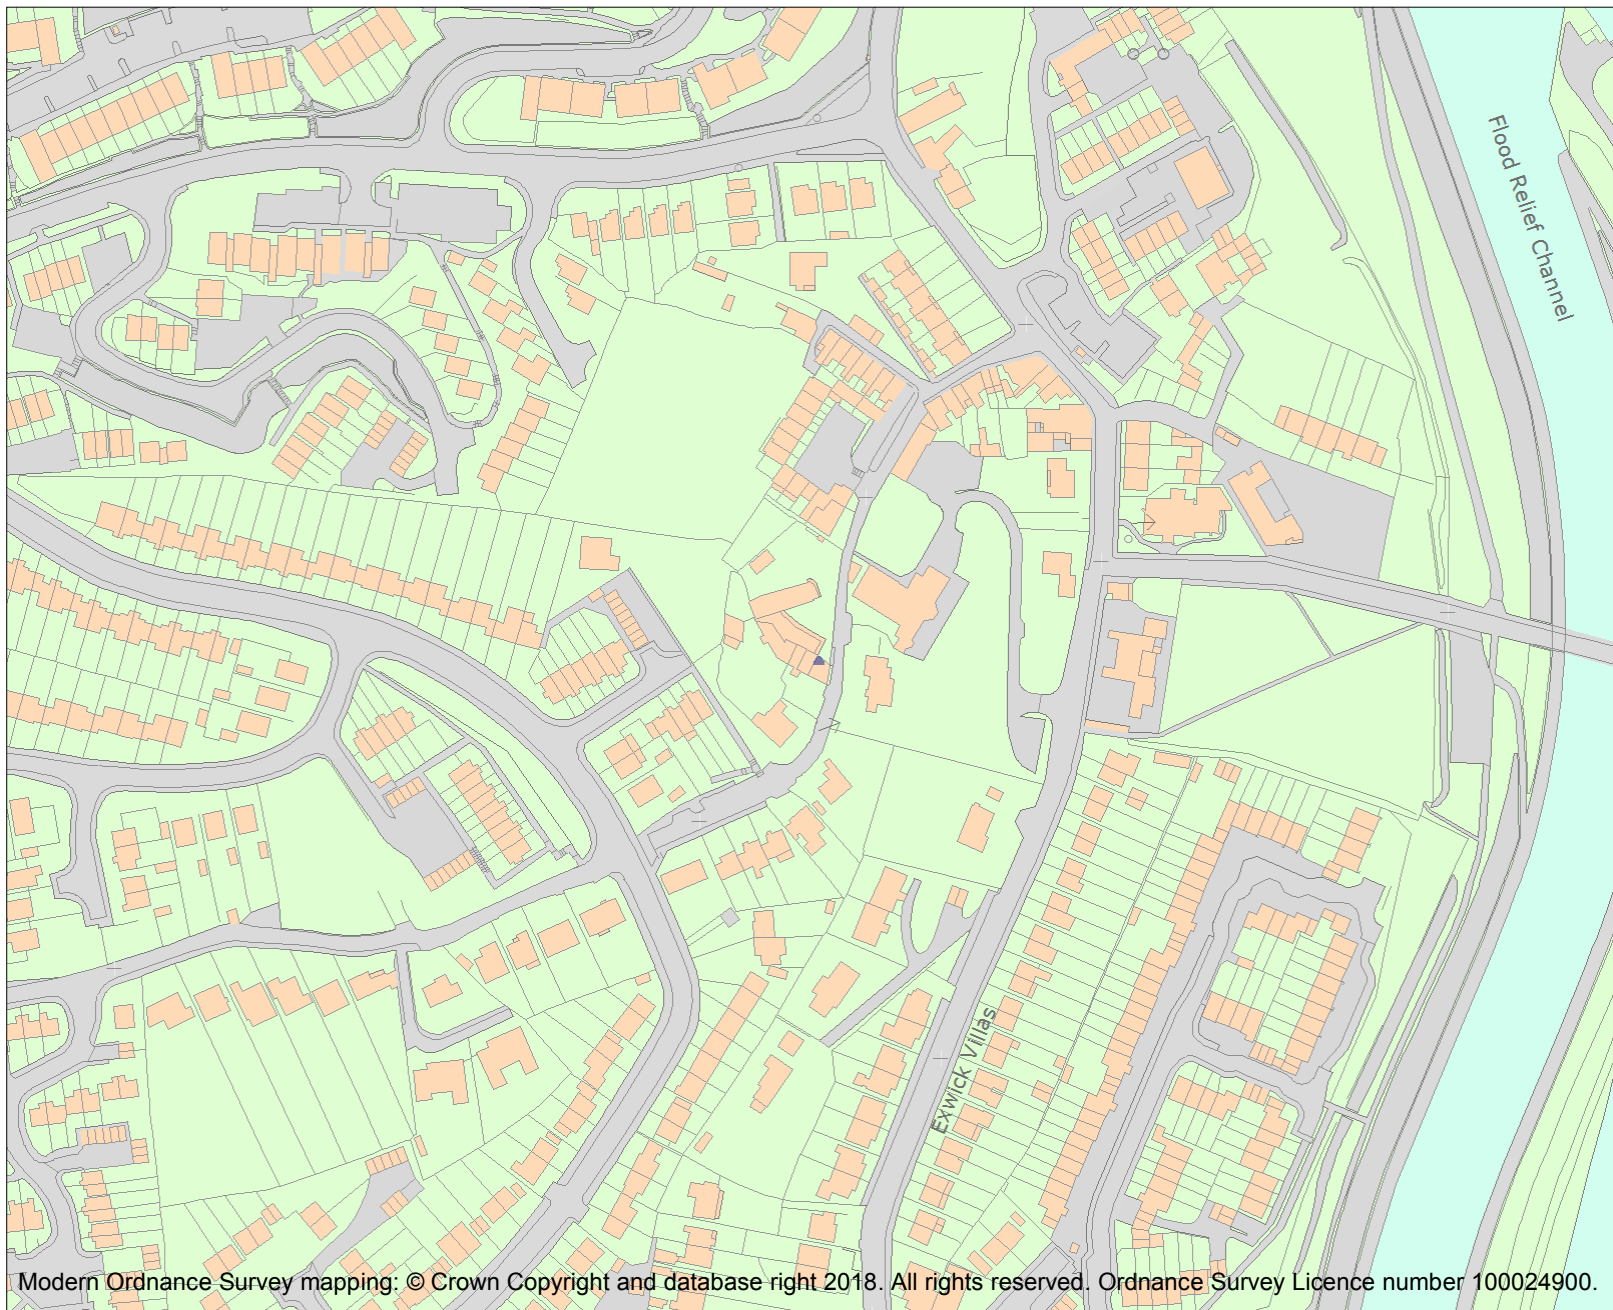 Flood Relief Channel
Exwick Villas
Modern Ordnance Survey mapping: © Crown Copyright and database right 2018. All rights reserved. Ordnance Survey Licence number 100024900.